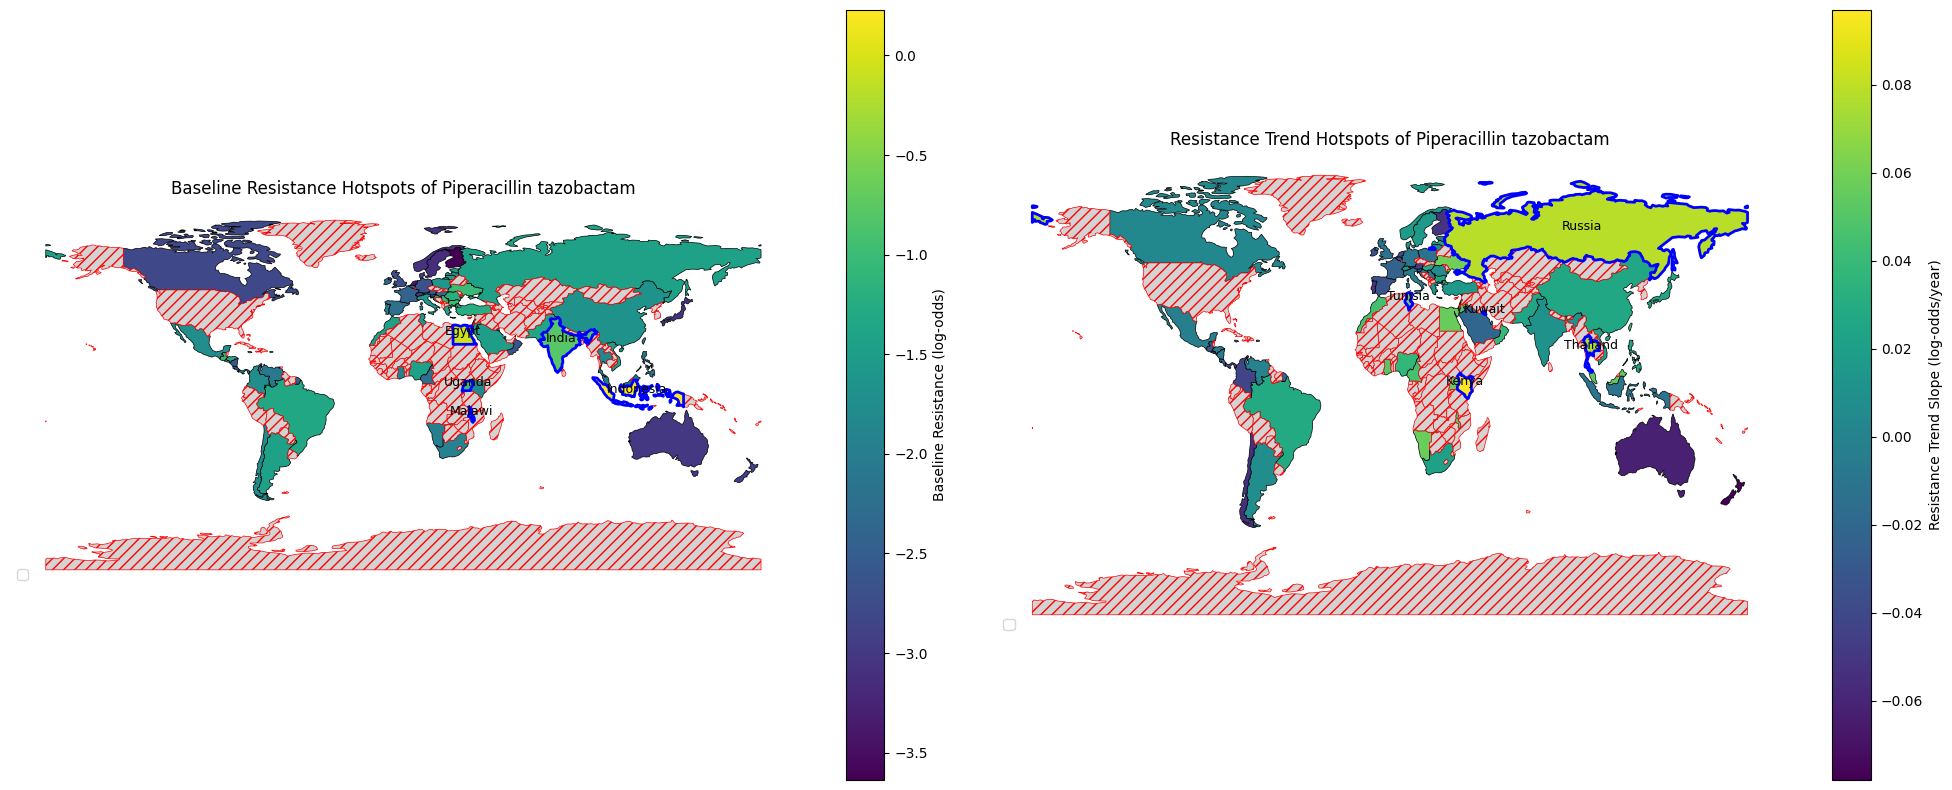 Baseline Resistance Hotspots of Piperacillin tazobactam
Egypt
India
Uganda
Indonesia
Malawi
0.0
−0.5
−1.0
−1.5
−2.0
−2.5
−3.0
−3.5
Baseline Resistance (log-odds)
Resistance Trend Hotspots of Piperacillin tazobactam
Russia
Tunisia
Kuwait
Thailand
Kenya
0.08
0.06
0.04
0.02
0.00
−0.02
−0.04
−0.06
Resistance Trend Slope (log-odds/year)